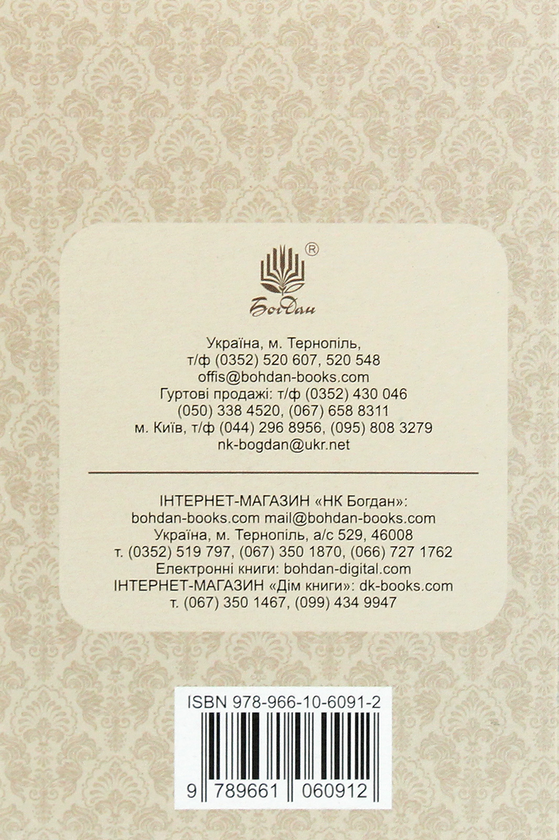 ®
Богдан
Україна, м. Тернопіль,
т/ф (0352) 520 607, 520 548
offis@bohdan-books.com
Гуртові продажі: т/ф (0352) 430 046
(050) 338 4520, (067) 658 8311
м. Київ, т/ф (044) 296 8956, (095) 808 3279
nk-bogdan@ukr.net
ІНТЕРНЕТ-МАГАЗИН «НК Богдан»:
bohdan-books.com mail@bohdan-books.com
Україна, м. Тернопіль, а/с 529, 46008
т. (0352) 519 797, (067) 350 1870, (066) 727 1762
Електронні книги: bohdan-digital.com
ІНТЕРНЕТ-МАГАЗИН «Дім книги»: dk-books.com
т. (067) 350 1467, (099) 434 9947
ISBN 978-966-10-6091-2
9 789661 060912